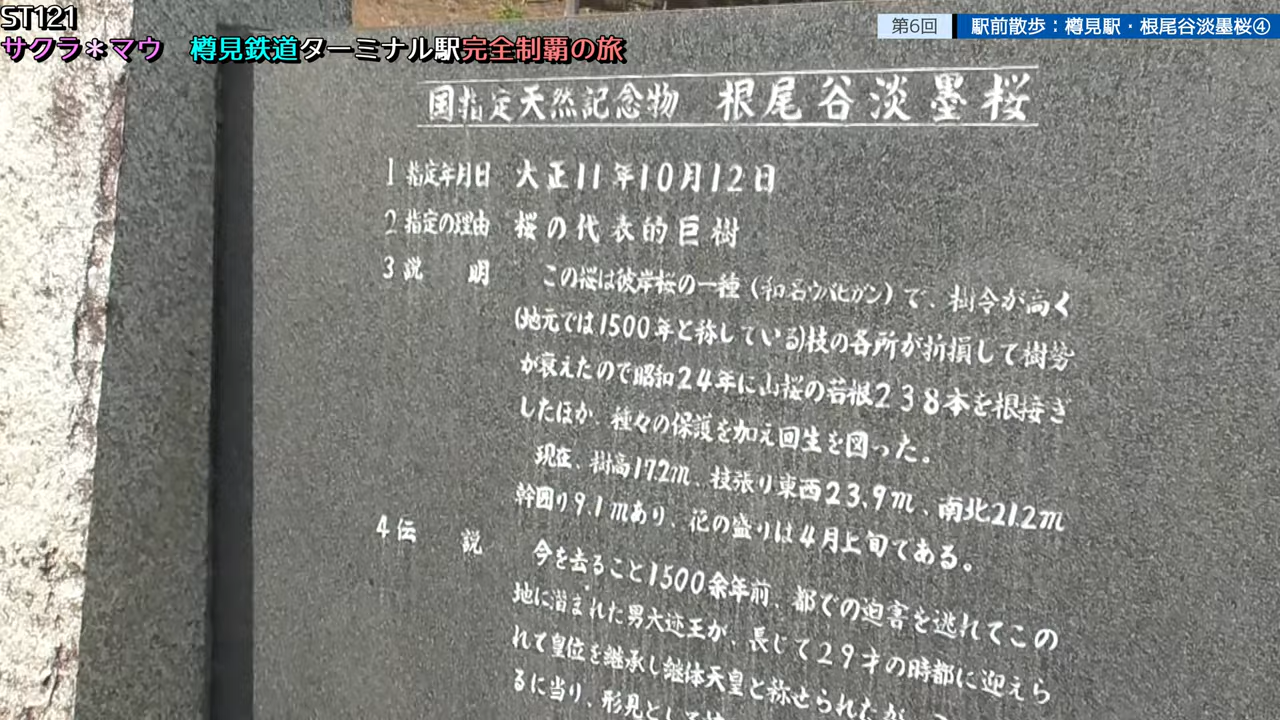 ST121
サクラ＊マウ 樽見鉄道ターミナル駅完全制覇の旅
第6回 駅前散歩：樽見駅・根尾谷淡墨桜④
国指定天然記念物 根尾谷淡墨桜
1 指定年月日 大正11年10月12日
2 指定の理由 桜の代表的巨樹
3 説 明 この桜は彼岸桜の一種（和名ウバヒガン）で、樹令が高く
(地元では1500年と称している)枝の各所が折損して樹勢
が衰えたので昭和24年に山桜の若根238本を根接ぎ
したほか、種々の保護を加え回生を図った。
現在、樹高17.2m、枝張り東西23.9m、南北21.2m
幹囲り9.1mあり、花の盛りは4月上旬である。
4 伝 説 今を去ること1500余年前、都での迫害を逃れてこの
地に潜まれた男大迹王が、長じて29才の時都に迎えら
れて皇位を継承し継体天皇と称せられたが、
るに当り、形見として